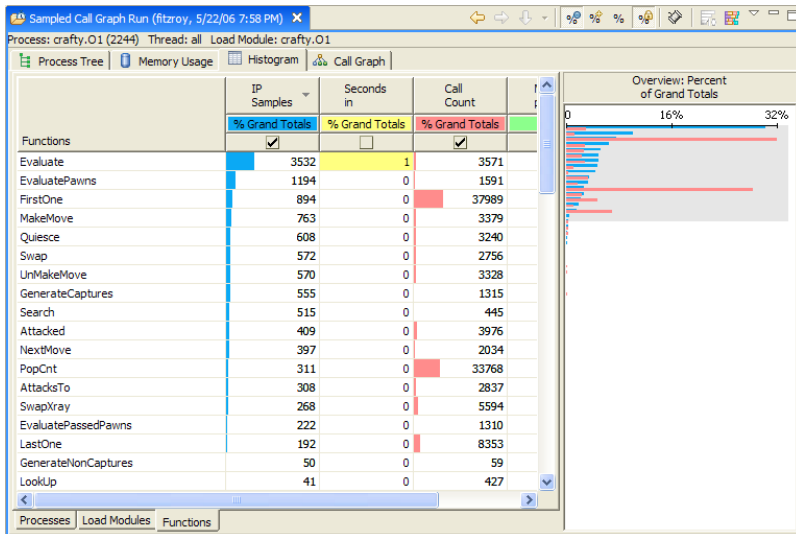 Sampled Call Graph Run (fitzroy, 5/22/06 7:58 PM)
Process: crafty.O1 (2244) Thread: all Load Module: crafty.O1
Process Tree Memory Usage Histogram Call Graph
Functions
IP Samples Seconds in Call Count
% Grand Totals % Grand Totals % Grand Totals
Evaluate 3532 1 3571
EvaluatePawns 1194 0 1591
FirstOne 894 0 37989
MakeMove 763 0 3379
Quiesce 608 0 3240
Swap 572 0 2756
UnMakeMove 570 0 3328
GenerateCaptures 555 0 1315
Search 515 0 445
Attacked 409 0 3976
NextMove 397 0 2034
PopCnt 311 0 33768
AttacksTo 308 0 2837
SwapXray 268 0 5594
EvaluatePassedPawns 222 0 1310
LastOne 192 0 8353
GenerateNonCaptures 50 0 59
LookUp 41 0 427
Processes Load Modules Functions
Overview: Percent
of Grand Totals
0 16% 32%